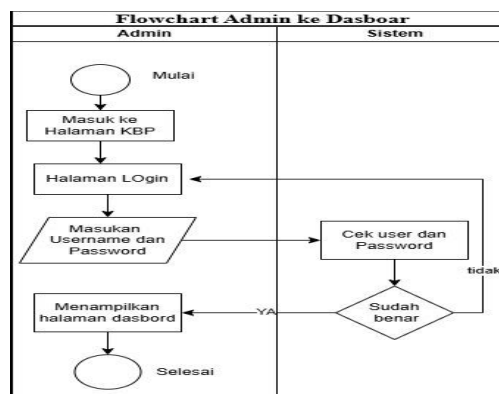 Flowchart Admin ke Dasboar
Admin
Sistem
Mulai
Masuk ke
Halaman KBP
Halaman LOgin
Masukan
Username dan
Password
Cek user dan
Password
tidak
Sudah
benar
YA
Menampilkan
halaman dasbord
Selesai